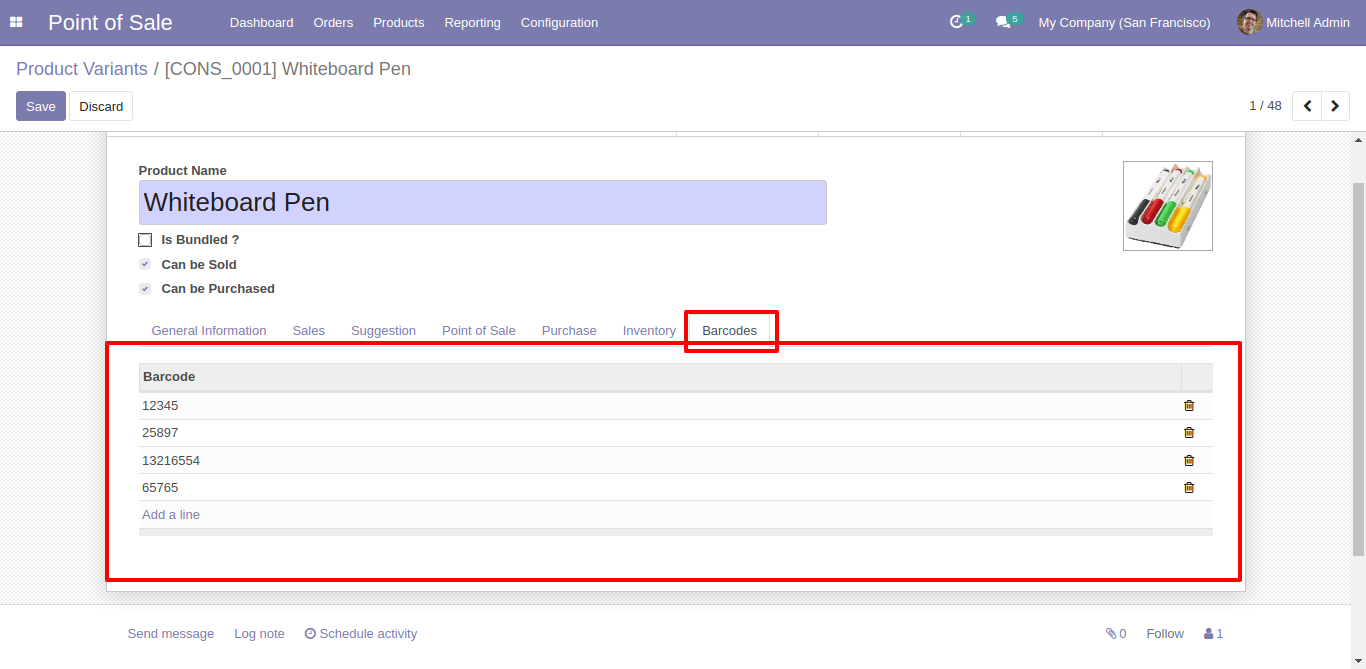 Point of Sale Dashboard Orders Products Reporting Configuration 1 5 My Company (San Francisco) Mitchell Admin
Product Variants / [CONS_0001] Whiteboard Pen
Save Discard 1 / 48
Product Name
Whiteboard Pen
Is Bundled ?
Can be Sold
Can be Purchased
General Information Sales Suggestion Point of Sale Purchase Inventory Barcodes
Barcode
12345
25897
13216554
65765
Add a line
Send message Log note Schedule activity 0 Follow 1